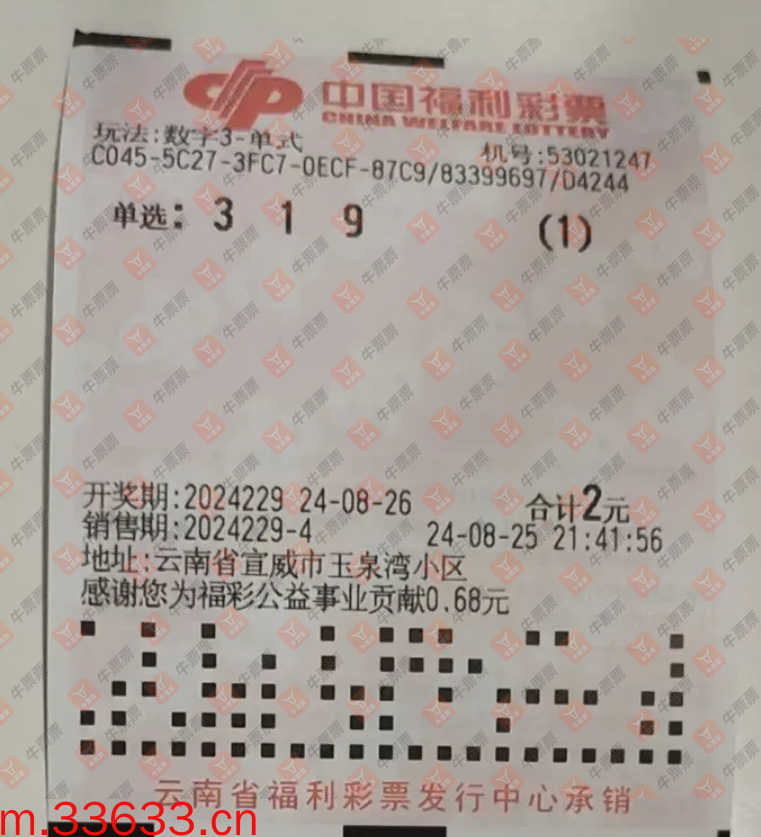 中国福利彩票
CHINA WELFARE LOTTERY
玩法:数字3-单式 机号:53021247
C045-5C27-3FC7-0ECF-87C9/83399697/D4244
单选: 3 1 9 (1)
开奖期:2024229 24-08-26 合计2元
销售期:2024229-4 24-08-25 21:41:56
地址:云南省宣威市玉泉湾小区
感谢您为福彩公益事业贡献0.68元
云南省福利彩票发行中心承销
m.33633.cn
牛票票